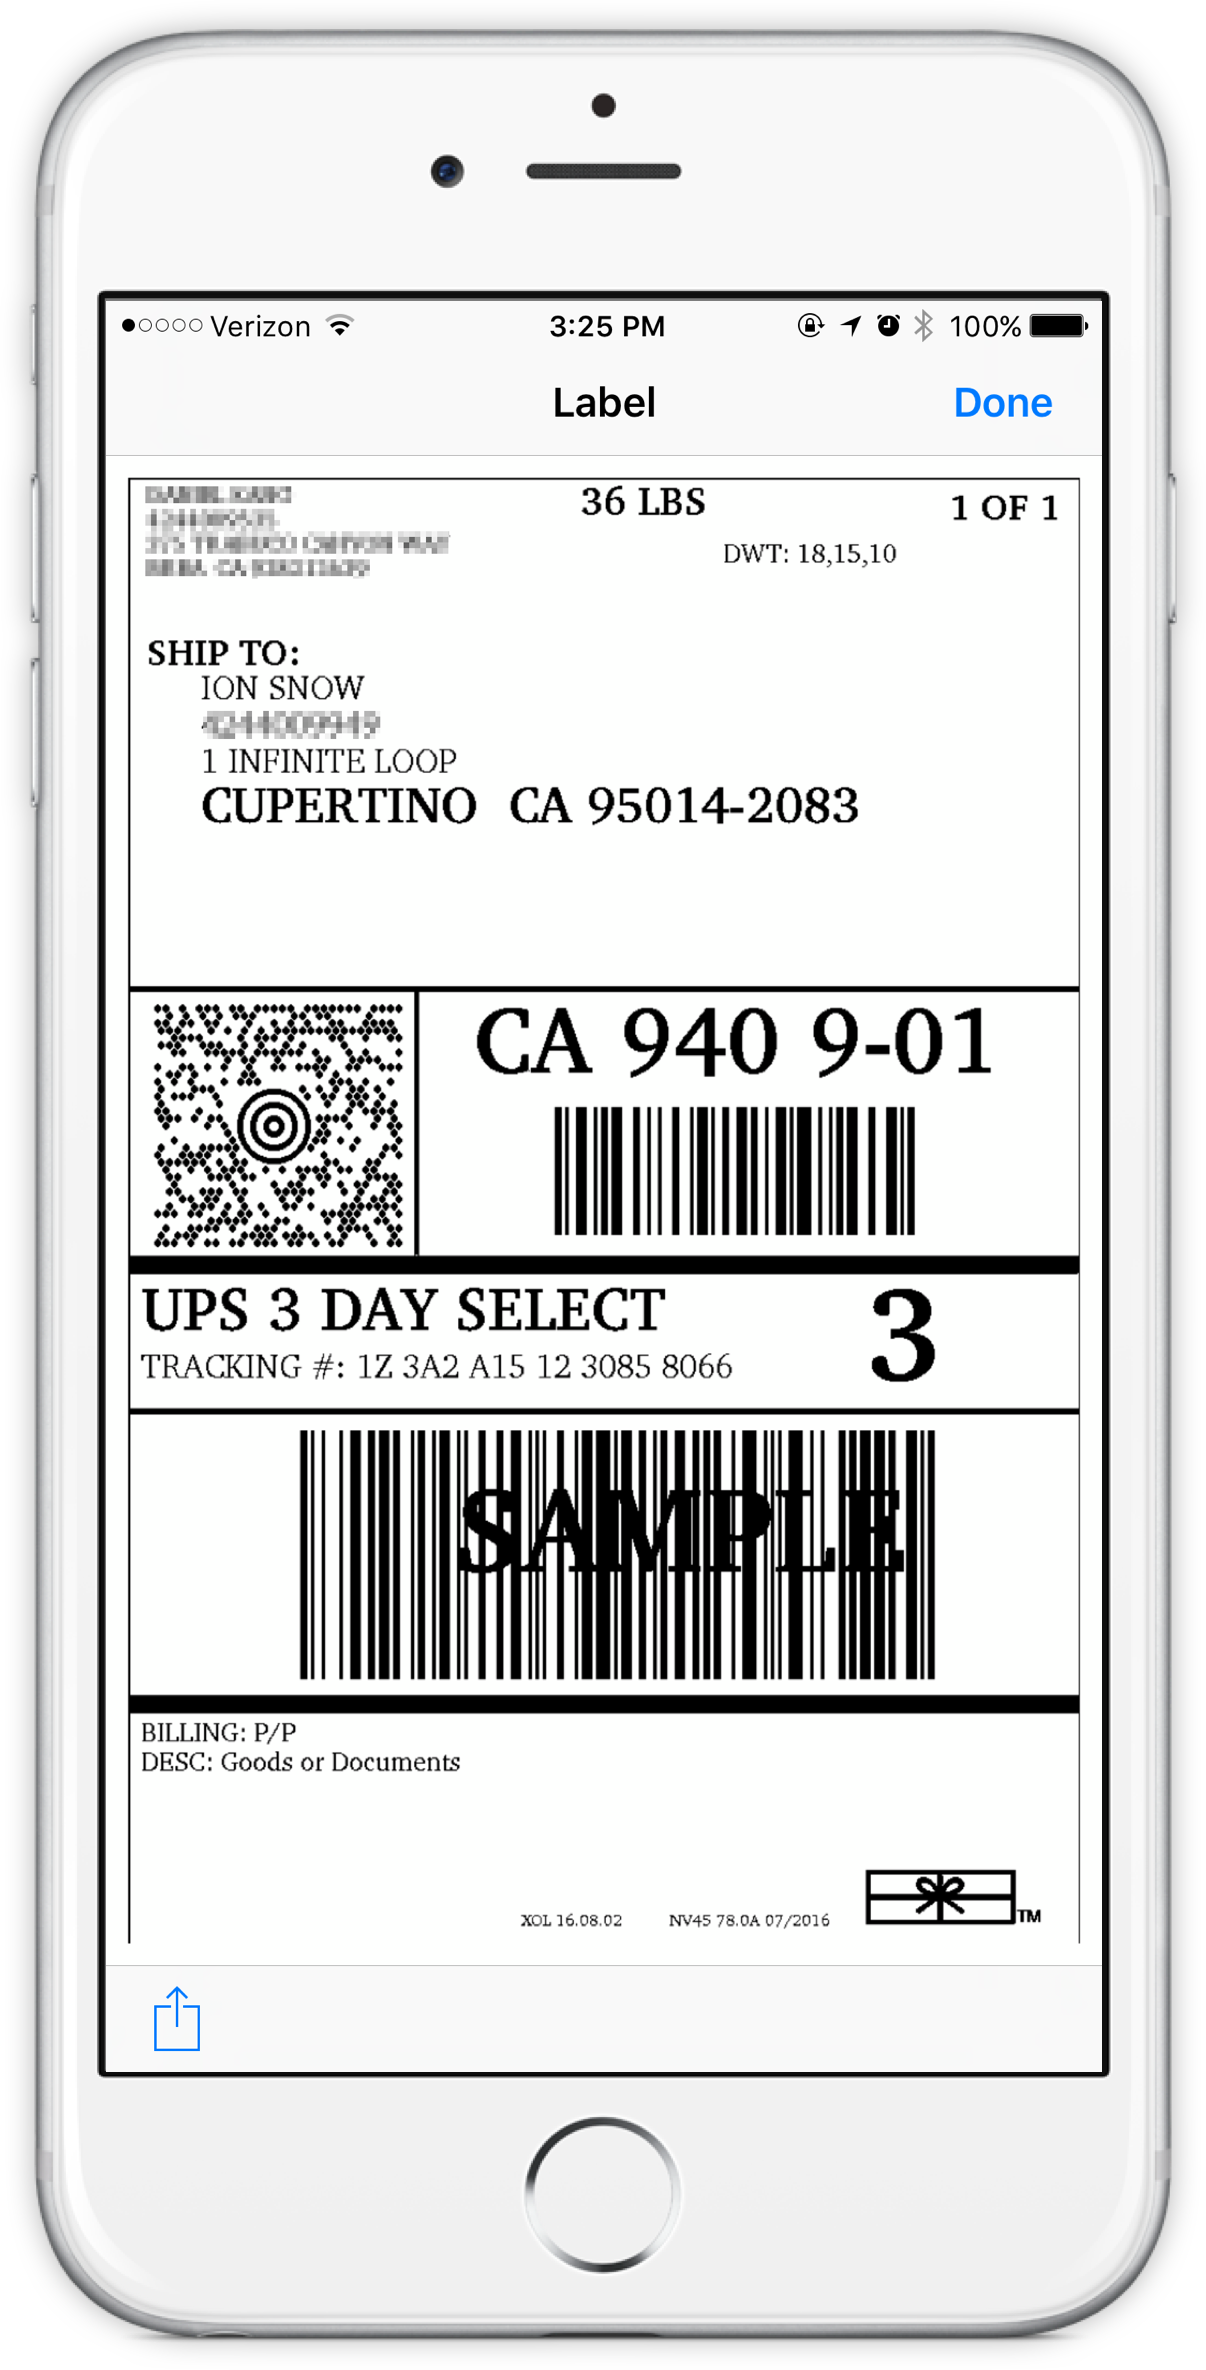 Verizon 3:25 PM 100%
Label Done
36 LBS 1 OF 1
DWT: 18,15,10
SHIP TO:
ION SNOW
1 INFINITE LOOP
CUPERTINO CA 95014-2083
CA 940 9-01
UPS 3 DAY SELECT 3
TRACKING #: 1Z 3A2 A15 12 3085 8066
SAMPLE
BILLING: P/P
DESC: Goods or Documents
XOL 16.08.02 NV45 78.0A 07/2016
TM